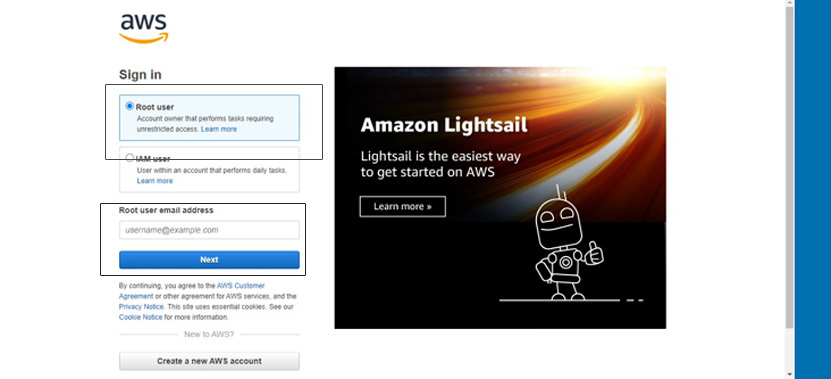 aws
Sign in
Root user
Account owner that performs tasks requiring
unrestricted access. Learn more
IAM user
User within an account that performs daily tasks.
Learn more
Root user email address
username@example.com
Next
By continuing, you agree to the AWS Customer
Agreement or other agreement for AWS services, and the
Privacy Notice. This site uses essential cookies. See our
Cookie Notice for more information.
New to AWS?
Create a new AWS account
Amazon Lightsail
Lightsail is the easiest way
to get started on AWS
Learn more »